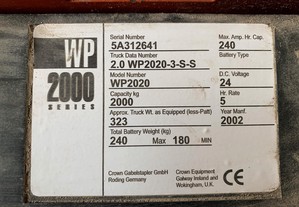 WP
2000
SERIES
Serial Number Max. Amp. Hr. Cap.
5A312641 240
Truck Data Number Battery Type
2.0 WP2020-3-S-S
Model Number D.C. Voltage
WP2020 24
Capacity kg Hr. Rate
2000 5
Approx. Truck Wt. as Equipped (less-Batt) Year Manf.
323 2002
Total Battery Weight (kg)
240 Max 180 MIN
Crown Gabelstapler GmbH Crown Equipment
Roding Germany Galway Ireland and
Wokingham, U.K.
CE